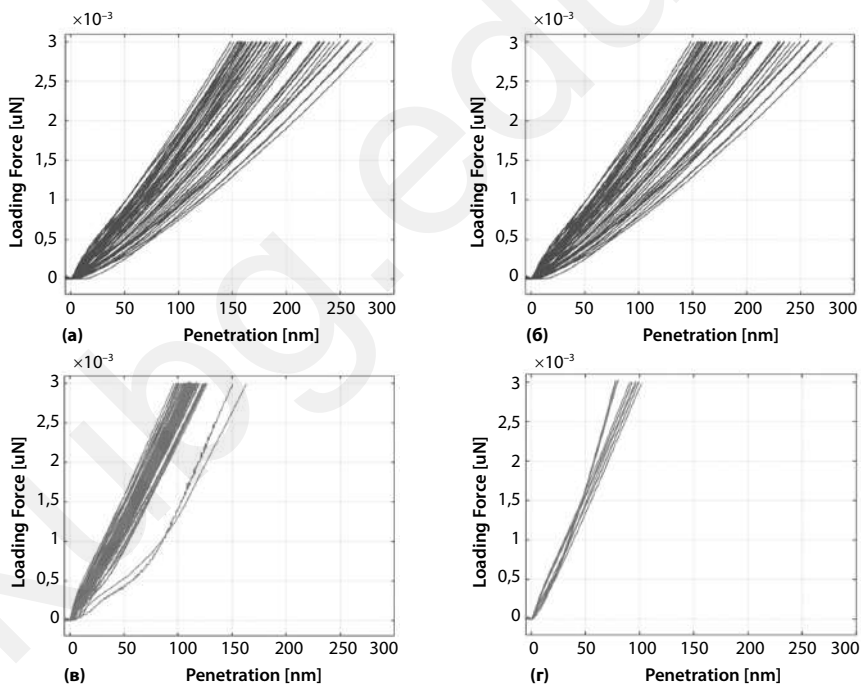 ×10⁻³
3
2,5
2
1,5
1
0,5
0
0 50 100 150 200 250 300
Loading Force [uN]
(а) Penetration [nm]
×10⁻³
3
2,5
2
1,5
1
0,5
0
0 50 100 150 200 250 300
Loading Force [uN]
(б) Penetration [nm]
×10⁻³
3
2,5
2
1,5
1
0,5
0
0 50 100 150 200 250 300
Loading Force [uN]
(в) Penetration [nm]
×10⁻³
3
2,5
2
1,5
1
0,5
0
0 50 100 150 200 250 300
Loading Force [uN]
(г) Penetration [nm]